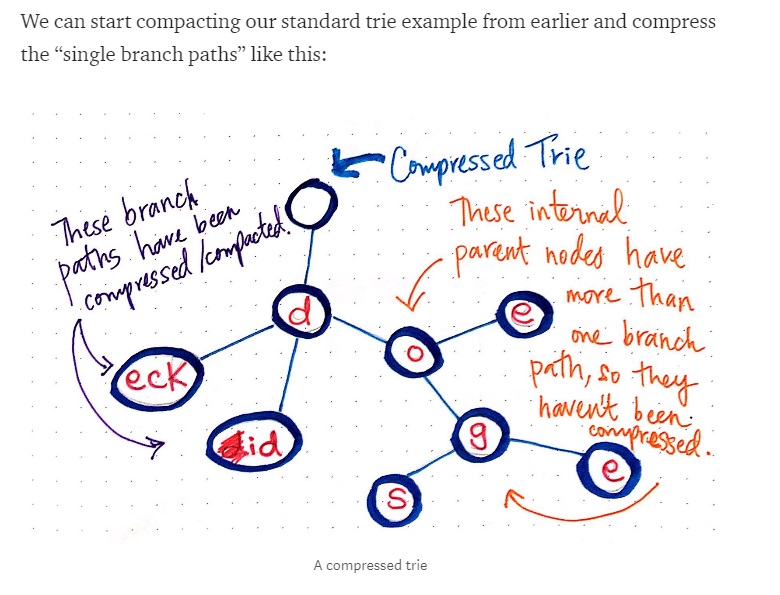 We can start compacting our standard trie example from earlier and compress
the “single branch paths” like this:
Compressed Trie
These branch
paths have been
compressed/compacted.
These internal
parent nodes have
more than
one branch
path, so they
haven't been
compressed.
d
e
o
eck
id
g
e
s
A compressed trie